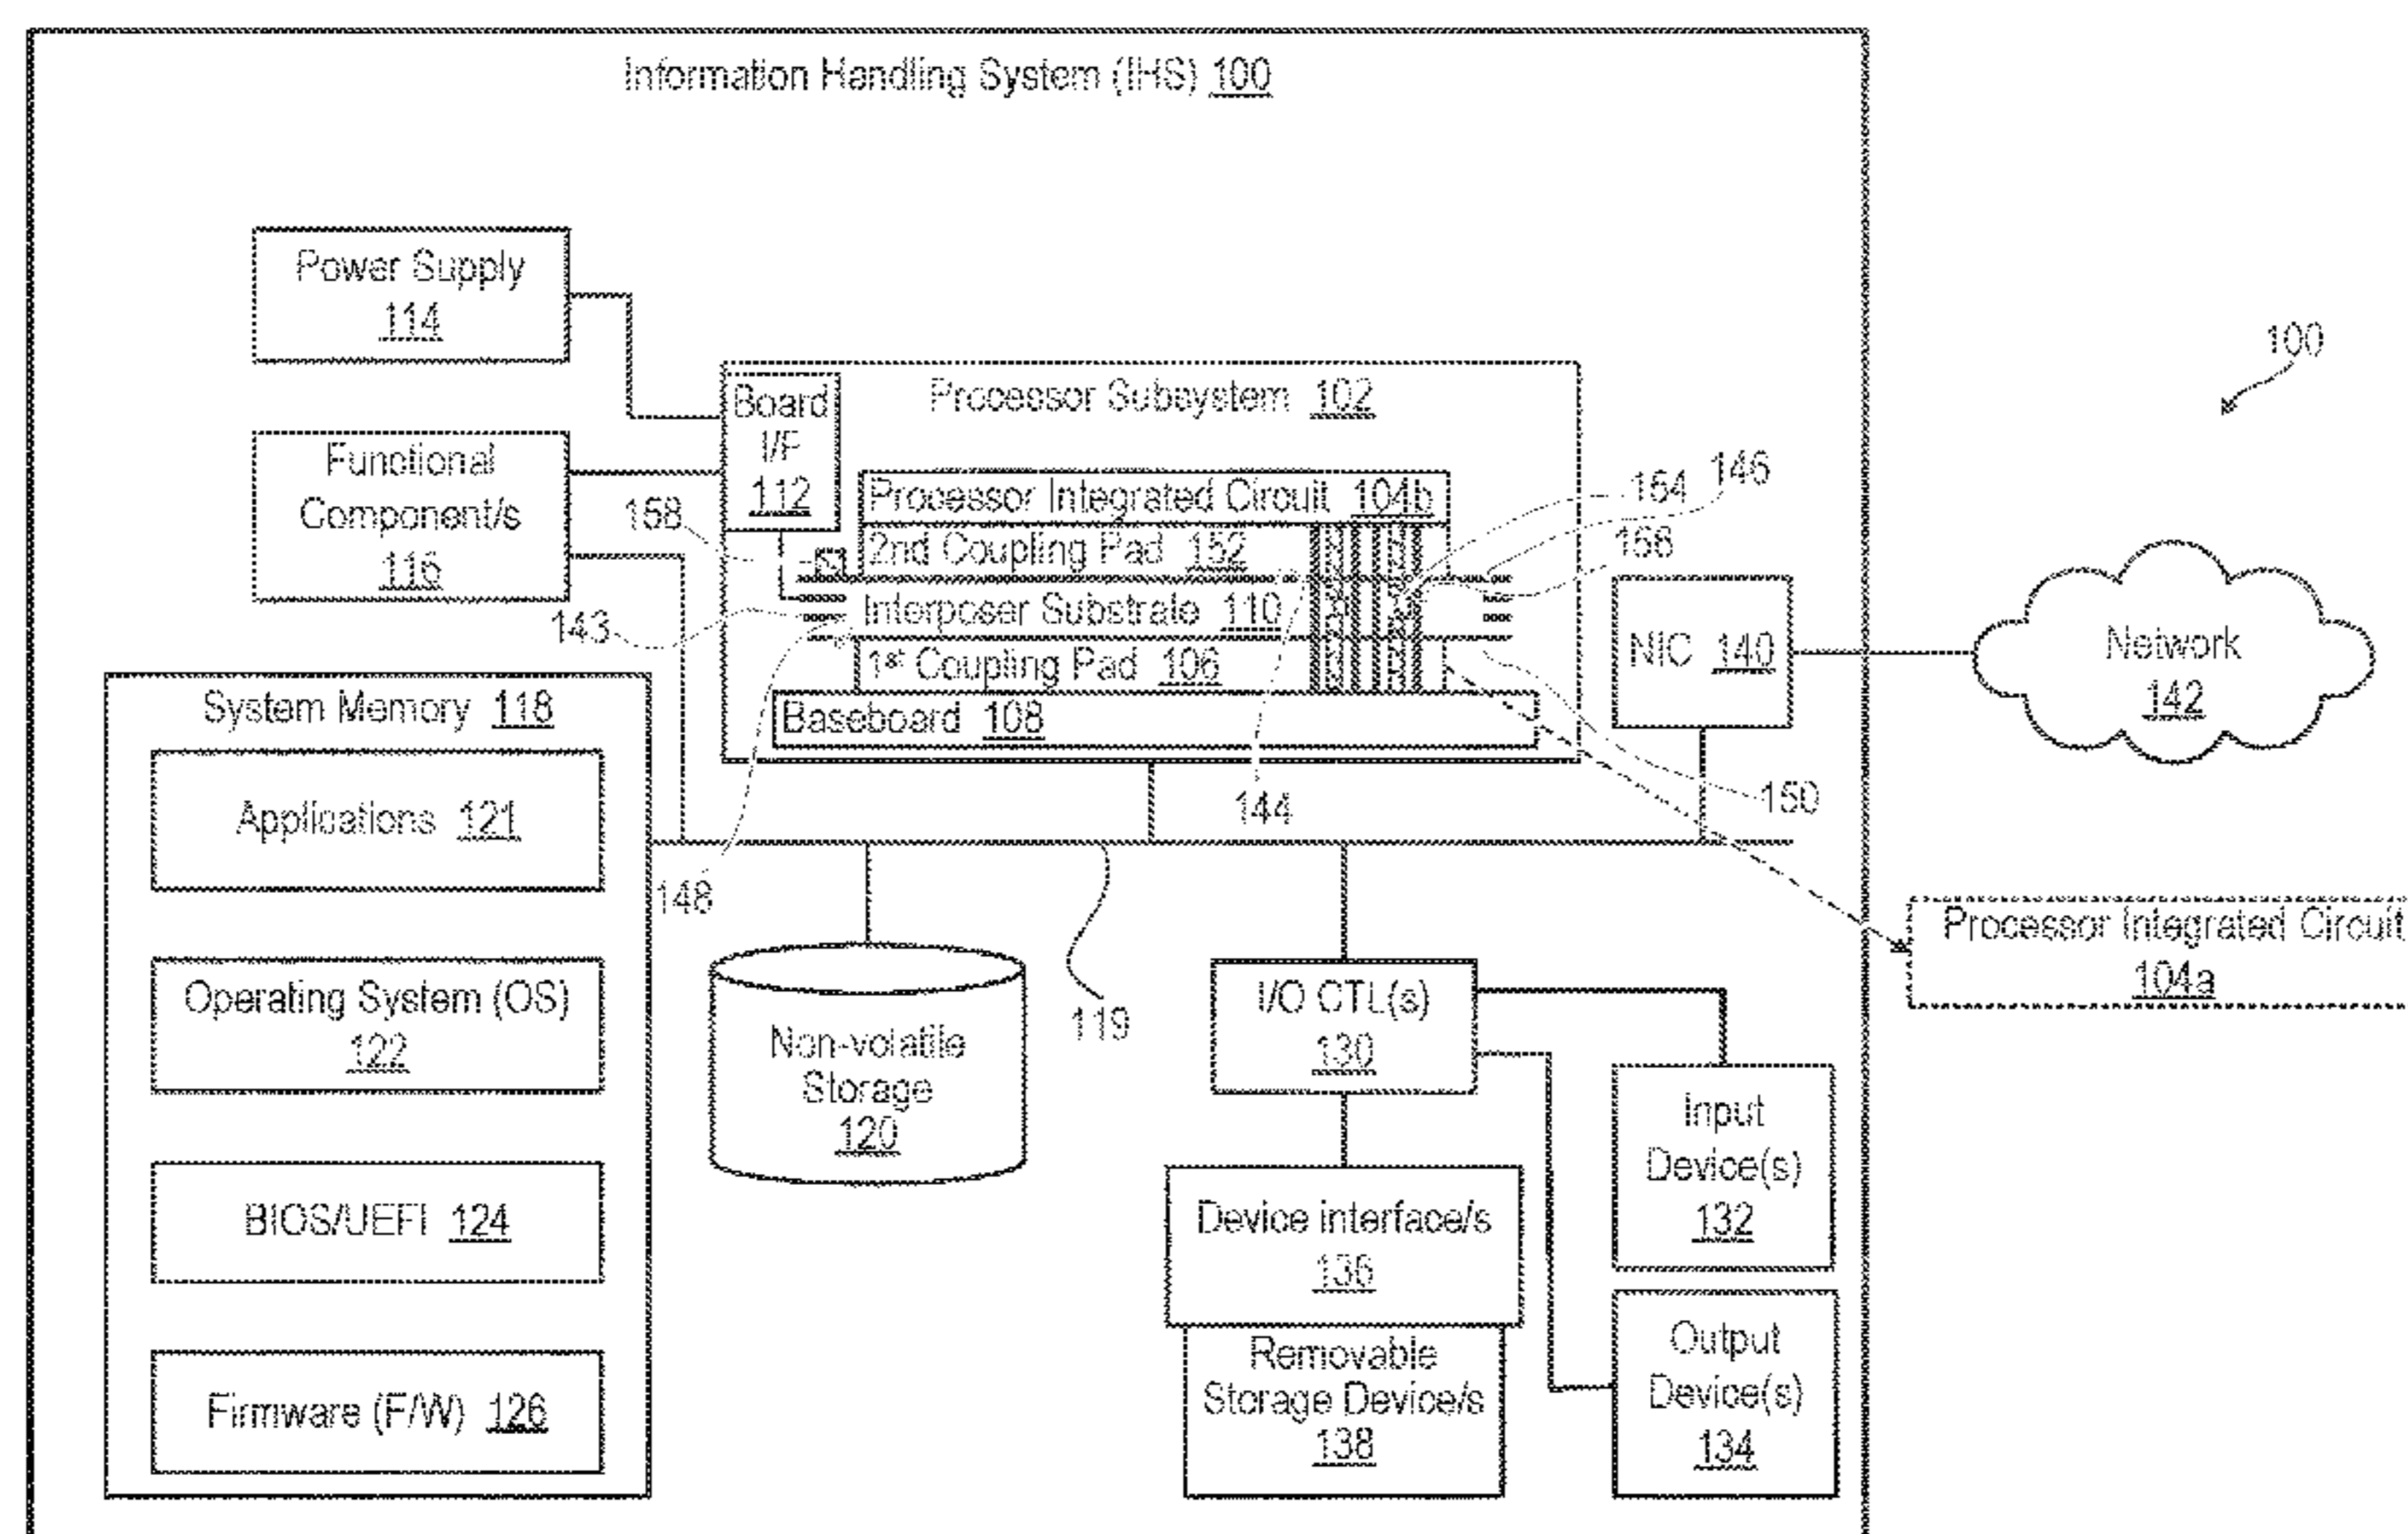 Information Handling System (IHS) 100
Power Supply
114
100
Processor Subsystem 102
Board
I/F
112
Functional
Component/s
116
Processor Integrated Circuit 104b
2nd Coupling Pad 152
Interposer Substrate 110
1st Coupling Pad 106
Baseboard 108
158
143
154
146
156
144
150
148
NIC 140
Network
142
System Memory 118
Applications 121
Operating System (OS)
122
BIOS/UEFI 124
Firmware (F/W) 126
119
Non-volatile
Storage
120
I/O CTL(s)
130
Processor Integrated Circuit
104a
Input
Device(s)
132
Device interface/s
136
Removable
Storage Device/s
138
Output
Device(s)
134